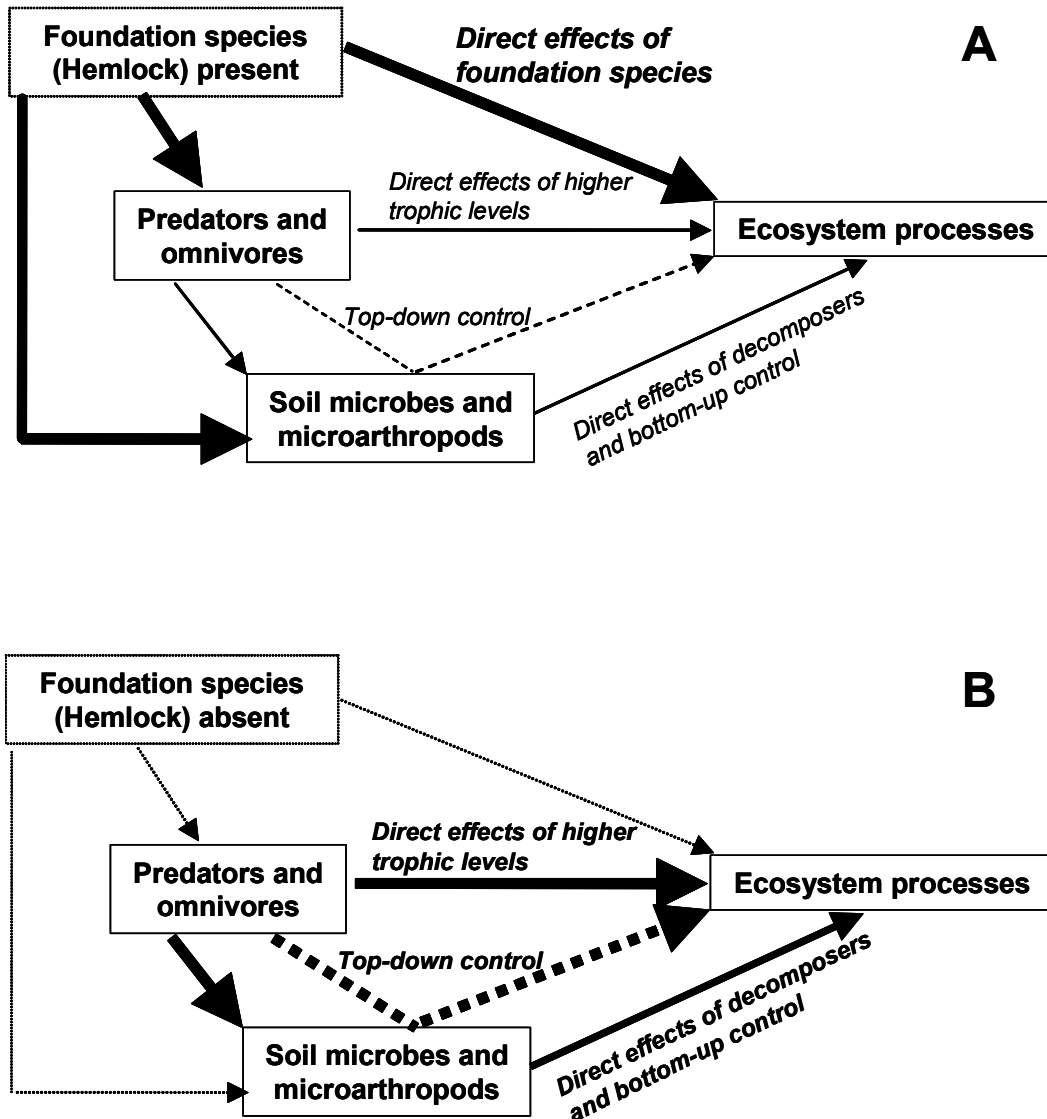 Foundation species
(Hemlock) present
Direct effects of
foundation species
A
Direct effects of higher
trophic levels
Predators and
omnivores
Ecosystem processes
Top-down control
Soil microbes and
microarthropods
Direct effects of decomposers
and bottom-up control
Foundation species
(Hemlock) absent
B
Direct effects of higher
trophic levels
Predators and
omnivores
Ecosystem processes
Top-down control
Soil microbes and
microarthropods
Direct effects of decomposers
and bottom-up control